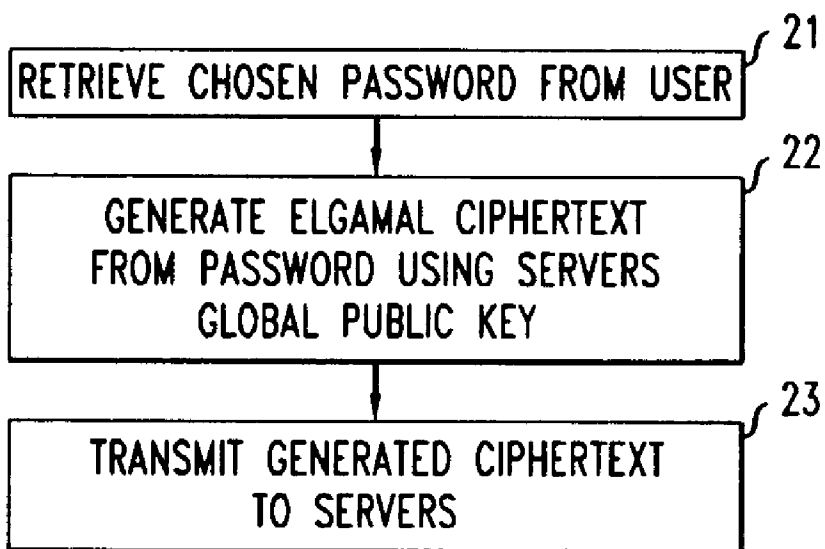 21
RETRIEVE CHOSEN PASSWORD FROM USER
22
GENERATE ELGAMAL CIPHERTEXT
FROM PASSWORD USING SERVERS
GLOBAL PUBLIC KEY
23
TRANSMIT GENERATED CIPHERTEXT
TO SERVERS